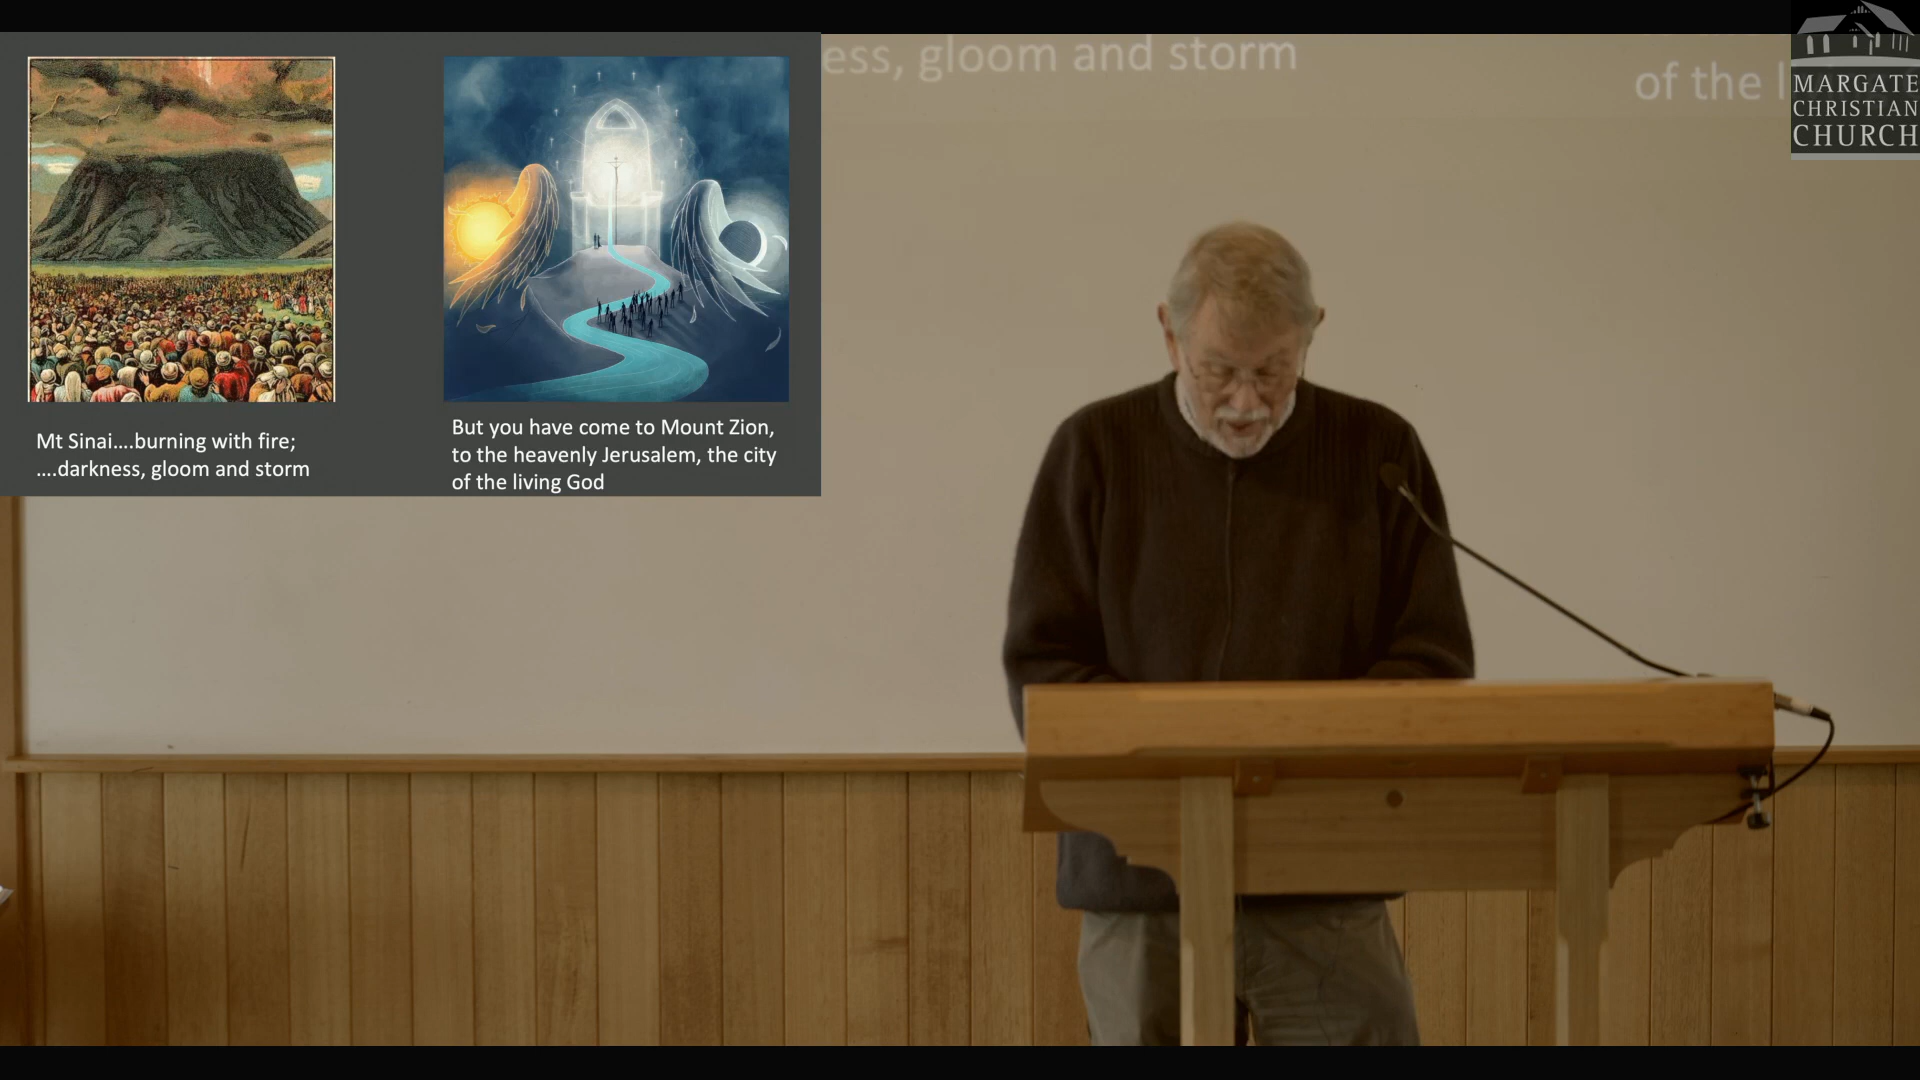 Mt Sinai....burning with fire;
....darkness, gloom and storm
But you have come to Mount Zion,
to the heavenly Jerusalem, the city
of the living God
ess, gloom and storm
of the l
MARGATE
CHRISTIAN
CHURCH